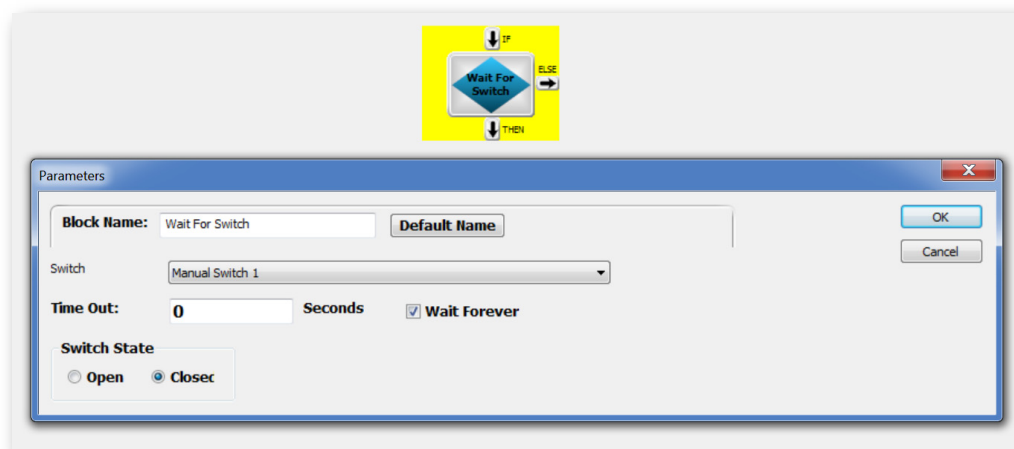 IF
Wait For
Switch
ELSE
THEN
Parameters
Block Name: Wait For Switch Default Name
OK
Cancel
Switch Manual Switch 1
Time Out: 0 Seconds Wait Forever
Switch State
Open Closec